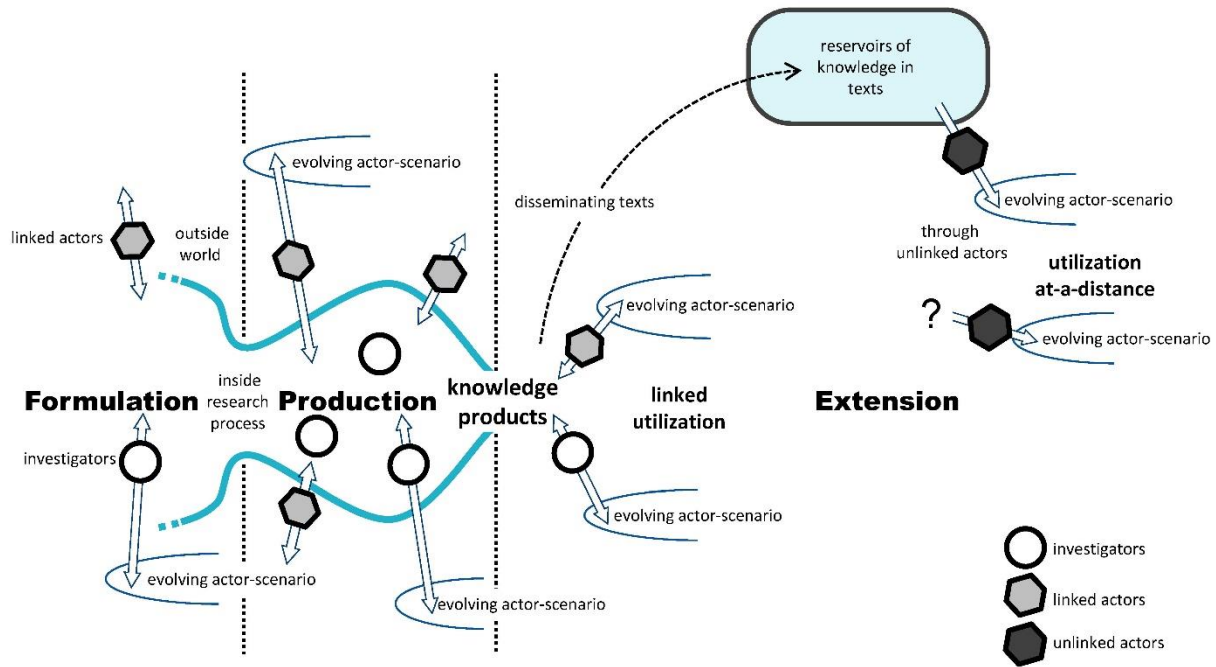 reservoirs of
knowledge in
texts
evolving actor-scenario
disseminating texts
evolving actor-scenario
linked actors
outside
world
through
unlinked actors
utilization
at-a-distance
evolving actor-scenario
?
evolving actor-scenario
Formulation
inside
research
process
Production
knowledge
products
linked
utilization
Extension
investigators
evolving actor-scenario
evolving actor-scenario
evolving actor-scenario
investigators
linked actors
unlinked actors